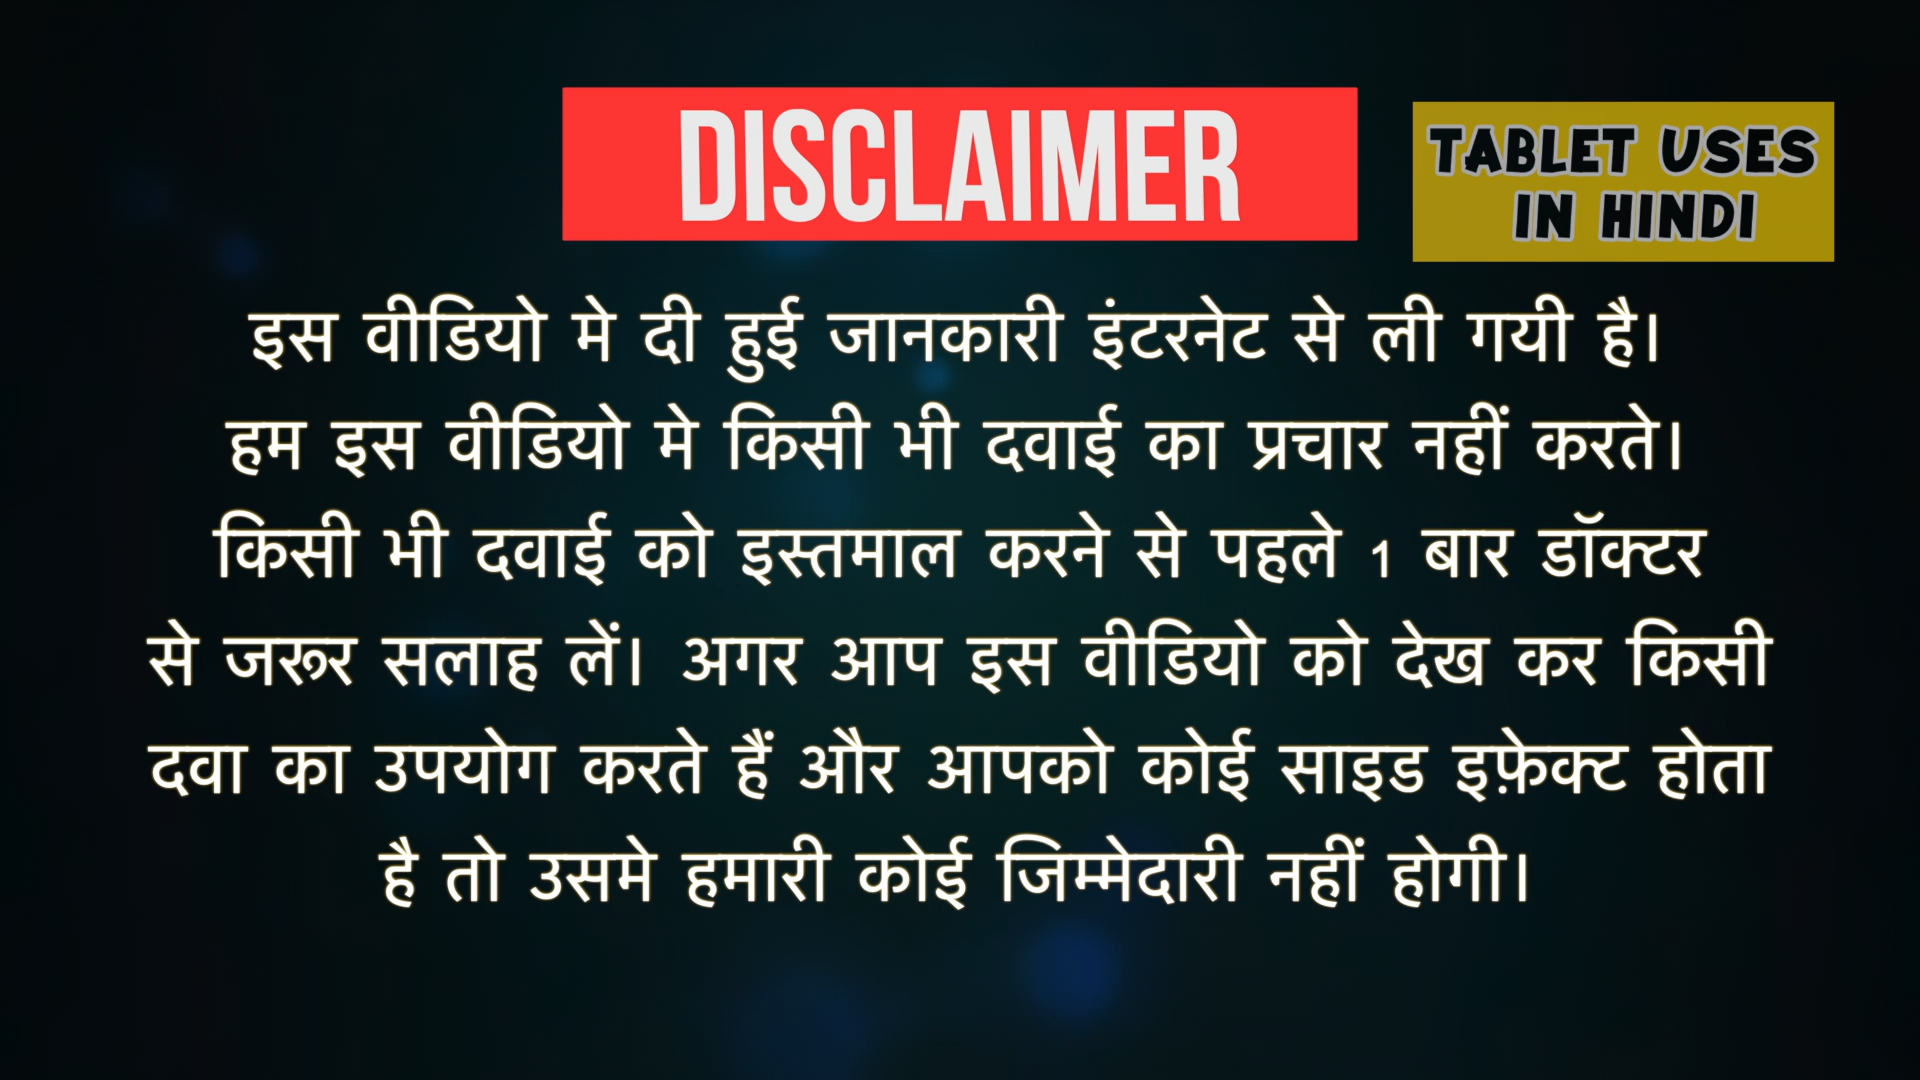 DISCLAIMER
TABLET USES
IN HINDI
इस वीडियो मे दी हुई जानकारी इंटरनेट से ली गयी है।
हम इस वीडियो मे किसी भी दवाई का प्रचार नहीं करते।
किसी भी दवाई को इस्तमाल करने से पहले 1 बार डॉक्टर
से जरूर सलाह लें। अगर आप इस वीडियो को देख कर किसी
दवा का उपयोग करते हैं और आपको कोई साइड इफ़ेक्ट होता
है तो उसमे हमारी कोई जिम्मेदारी नहीं होगी।